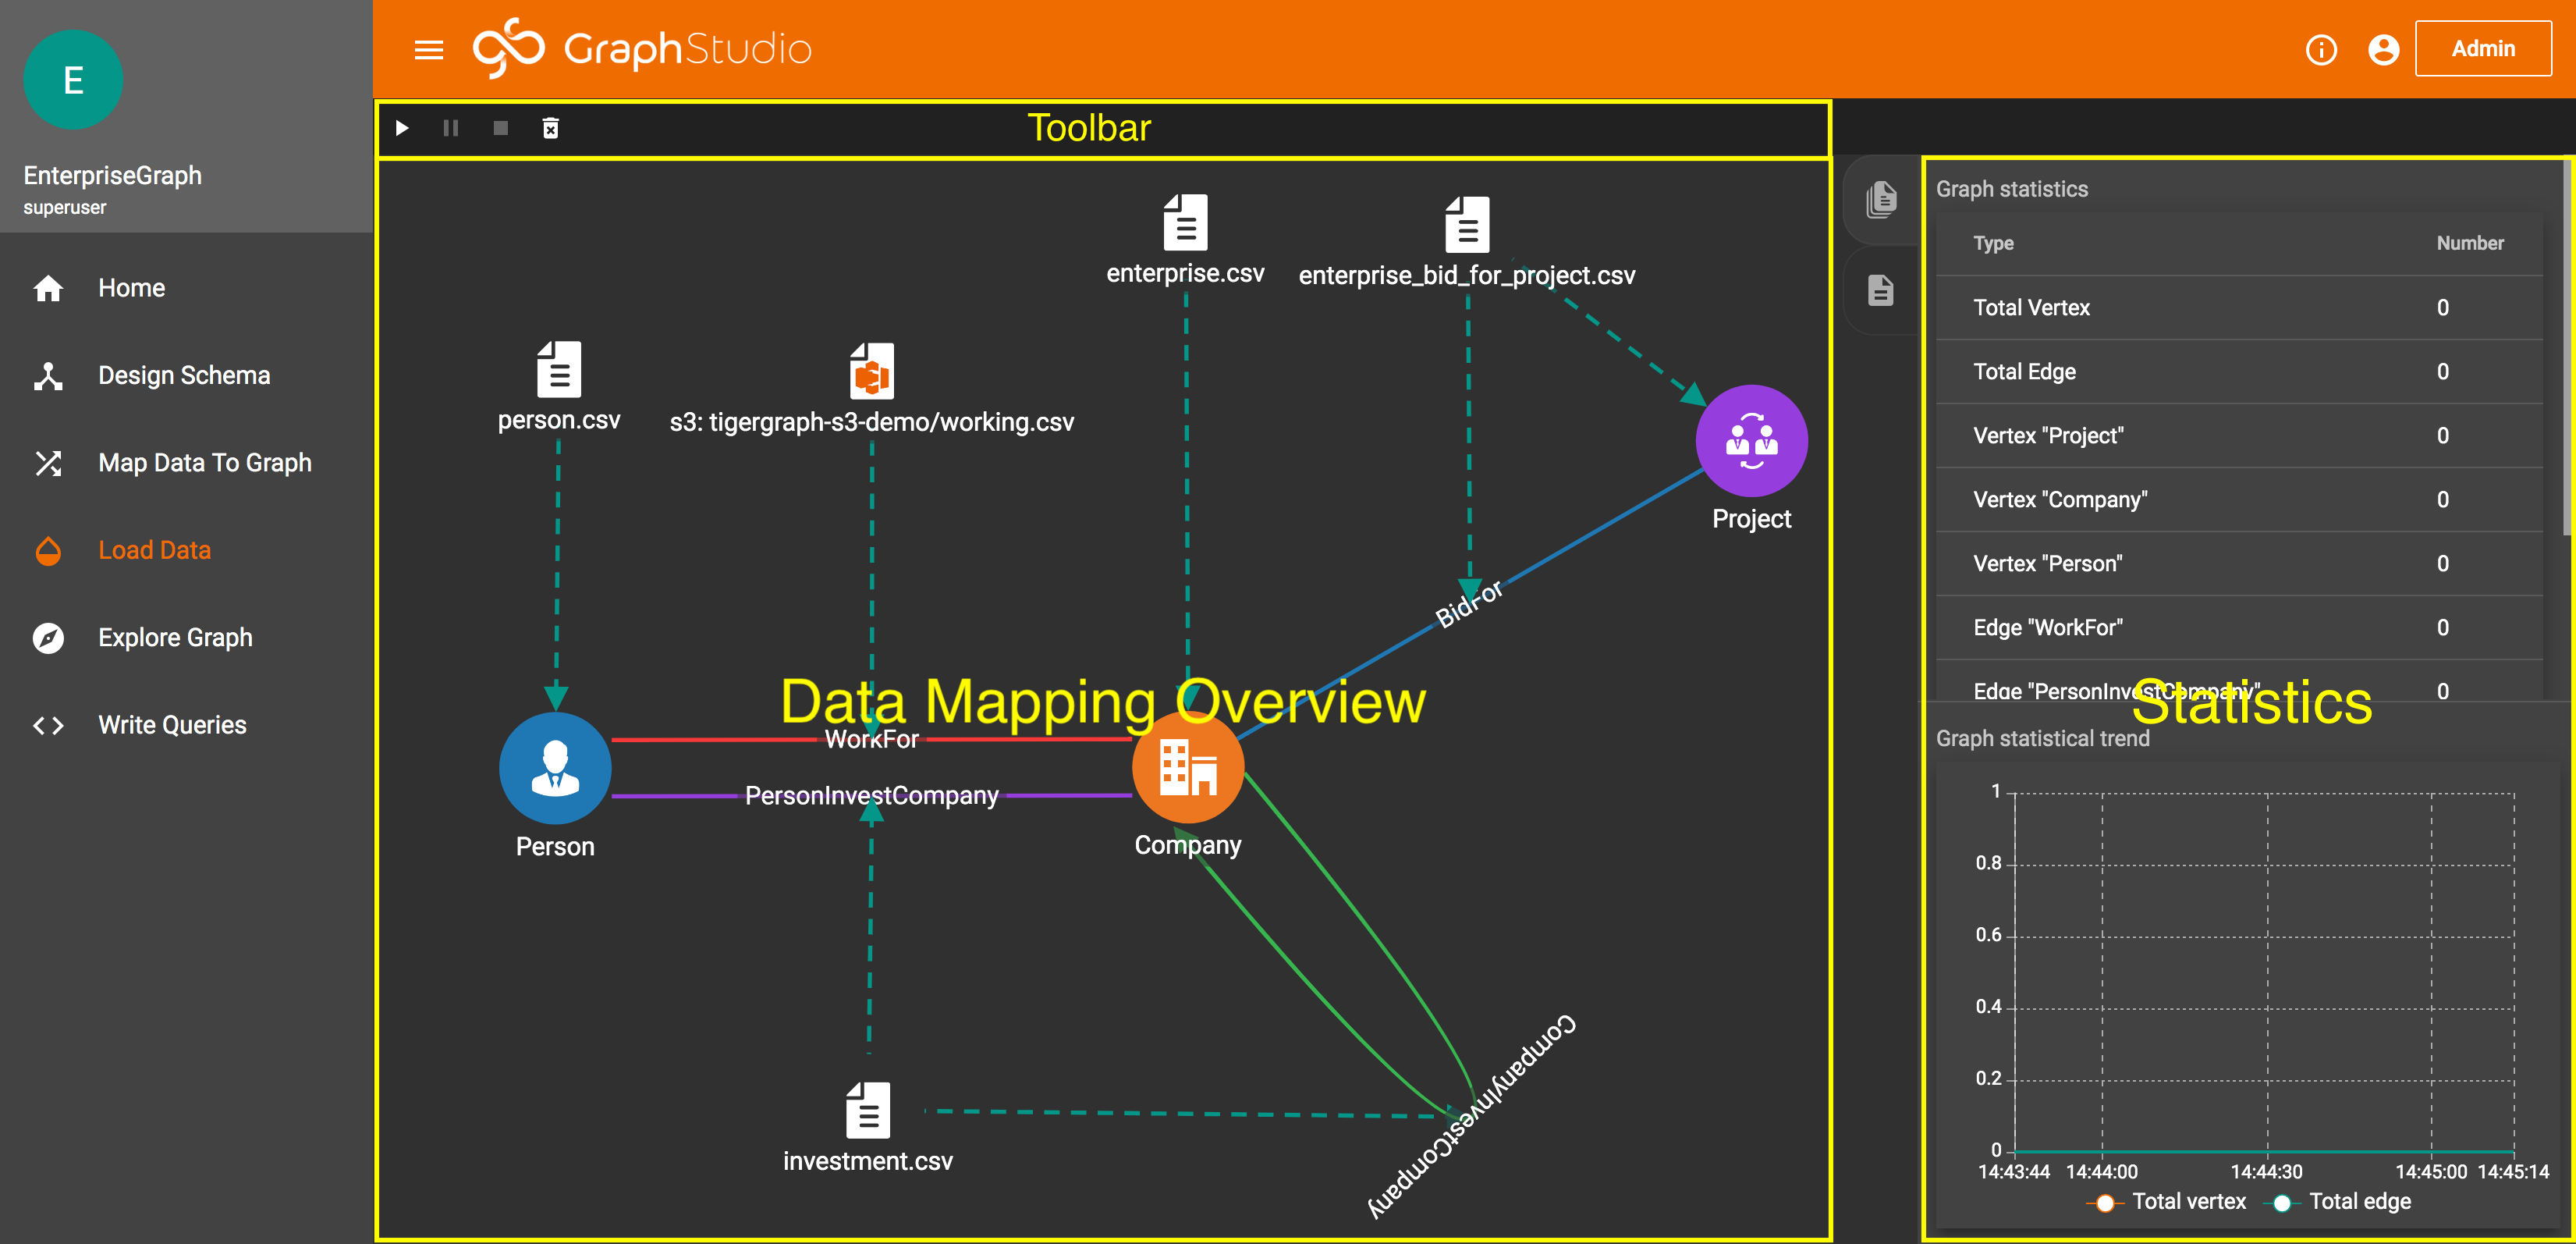 E
EnterpriseGraph
superuser
Home
Design Schema
Map Data To Graph
Load Data
Explore Graph
Write Queries
GraphStudio
Admin
Toolbar
enterprise.csv
enterprise_bid_for_project.csv
person.csv
s3: tigergraph-s3-demo/working.csv
Project
BidFor
Data Mapping Overview
WorkFor
PersonInvestCompany
Person
Company
CompanyInvestCompany
investment.csv
Graph statistics
Type Number
Total Vertex 0
Total Edge 0
Vertex "Project" 0
Vertex "Company" 0
Vertex "Person" 0
Edge "WorkFor" 0
Edge "PersonInvestCompany" 0
Statistics
Graph statistical trend
1
0.8
0.6
0.4
0.2
0
14:43:44 14:44:00 14:44:30 14:45:00 14:45:14
Total vertex Total edge